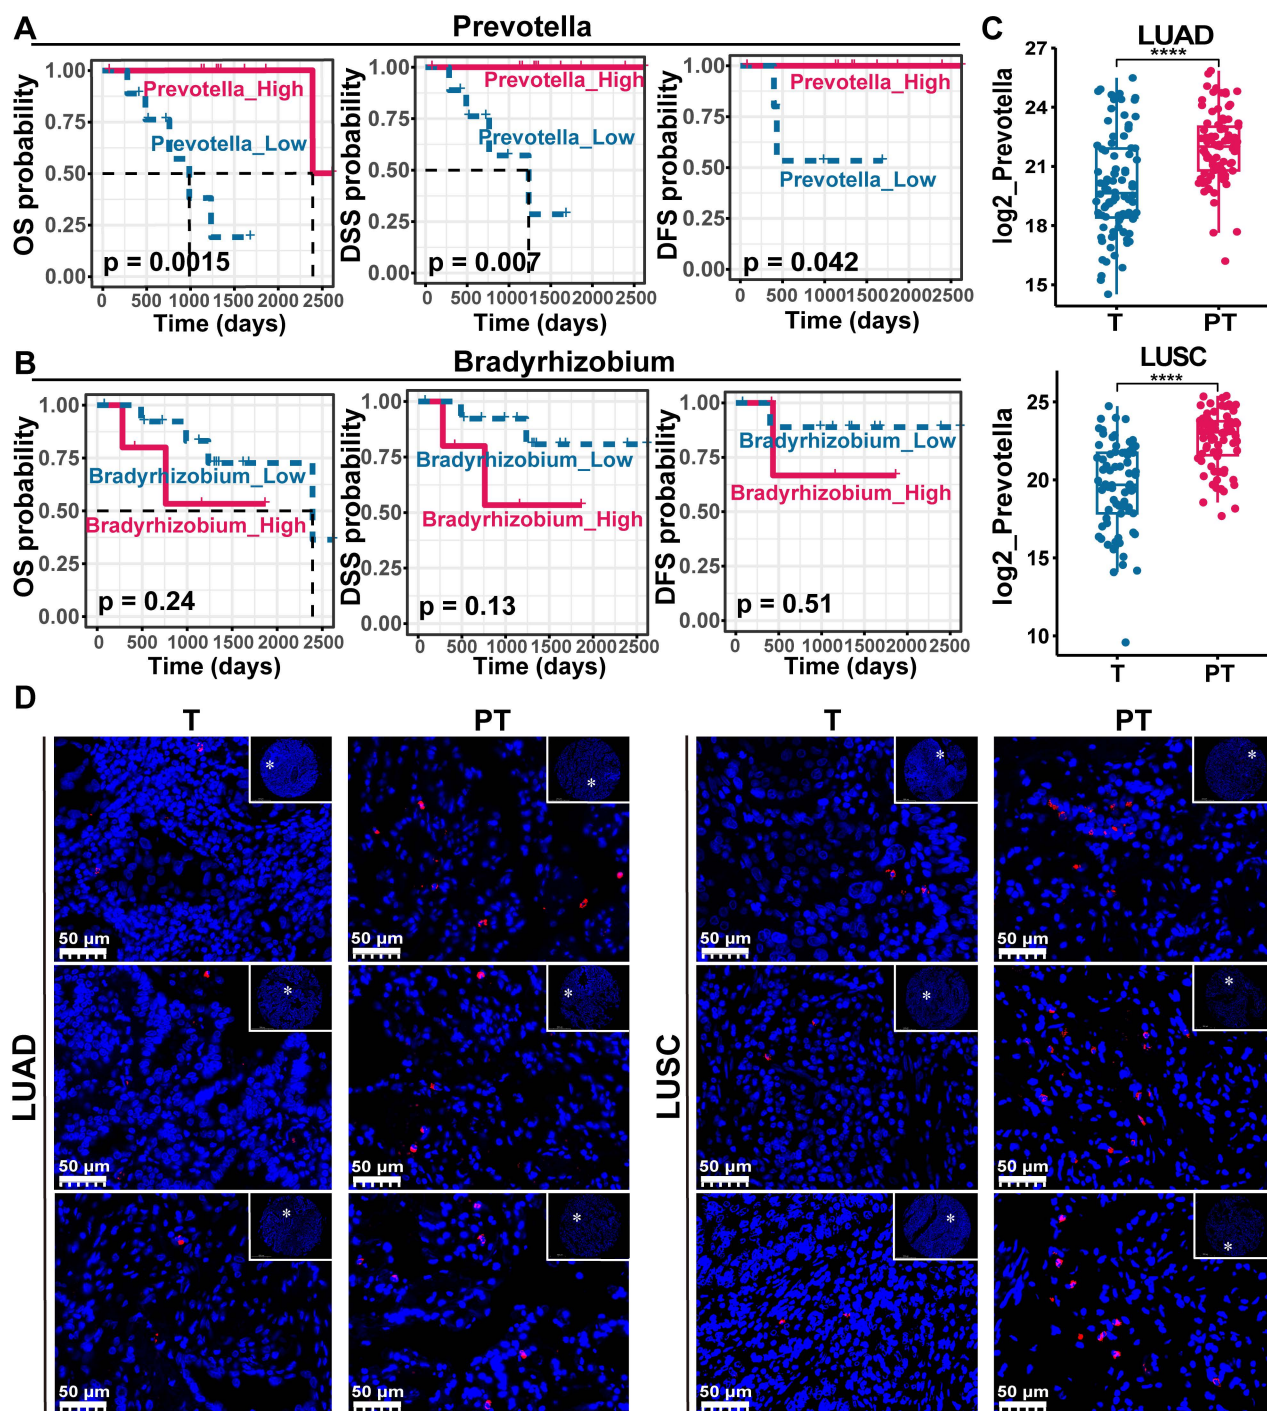 A
Prevotella
OS probability
1.00
0.75
0.50
0.25
0.00
Prevotella_High
Prevotella_Low
p = 0.0015
0 500 1000 1500 2000 2500
Time (days)
DSS probability
1.00
0.75
0.50
0.25
0.00
Prevotella_High
Prevotella_Low
p = 0.007
0 500 1000 1500 2000 2500
Time (days)
DFS probability
1.00
0.75
0.50
0.25
0.00
Prevotella_High
Prevotella_Low
p = 0.042
0 500 1000 1500 2000 2500
Time (days)
B
Bradyrhizobium
OS probability
1.00
0.75
0.50
0.25
0.00
Bradyrhizobium_Low
Bradyrhizobium_High
p = 0.24
0 500 1000 1500 2000 2500
Time (days)
DSS probability
1.00
0.75
0.50
0.25
0.00
Bradyrhizobium_Low
Bradyrhizobium_High
p = 0.13
0 500 1000 1500 2000 2500
Time (days)
DFS probability
1.00
0.75
0.50
0.25
0.00
Bradyrhizobium_Low
Bradyrhizobium_High
p = 0.51
0 500 1000 1500 2000 2500
Time (days)
C
LUAD
****
log2_Prevotella
27
24
21
18
15
T PT
LUSC
****
log2_Prevotella
25
20
15
10
T PT
D
T PT T PT
LUAD
LUSC
*
*
*
*
50 µm 50 µm 50 µm 50 µm
*
*
*
*
50 µm 50 µm 50 µm 50 µm
*
*
*
*
50 µm 50 µm 50 µm 50 µm